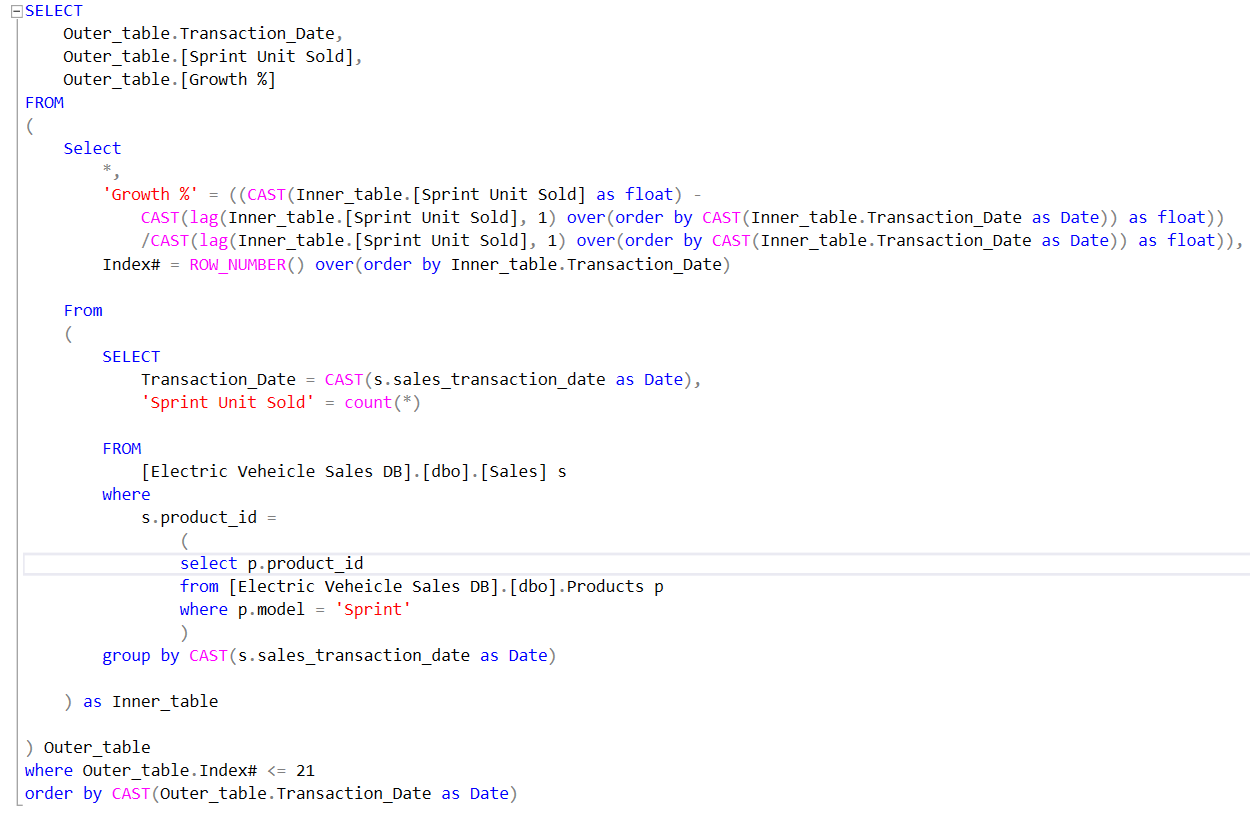 SELECT
Outer_table.Transaction_Date,
Outer_table.[Sprint Unit Sold],
Outer_table.[Growth %]
FROM
(
Select
*,
'Growth %' = ((CAST(Inner_table.[Sprint Unit Sold] as float) -
CAST(lag(Inner_table.[Sprint Unit Sold], 1) over(order by CAST(Inner_table.Transaction_Date as Date)) as float))
/CAST(lag(Inner_table.[Sprint Unit Sold], 1) over(order by CAST(Inner_table.Transaction_Date as Date)) as float)),
Index# = ROW_NUMBER() over(order by Inner_table.Transaction_Date)
From
(
SELECT
Transaction_Date = CAST(s.sales_transaction_date as Date),
'Sprint Unit Sold' = count(*)
FROM
[Electric Veheicle Sales DB].[dbo].[Sales] s
where
s.product_id =
(
select p.product_id
from [Electric Veheicle Sales DB].[dbo].Products p
where p.model = 'Sprint'
)
group by CAST(s.sales_transaction_date as Date)
) as Inner_table
) Outer_table
where Outer_table.Index# <= 21
order by CAST(Outer_table.Transaction_Date as Date)